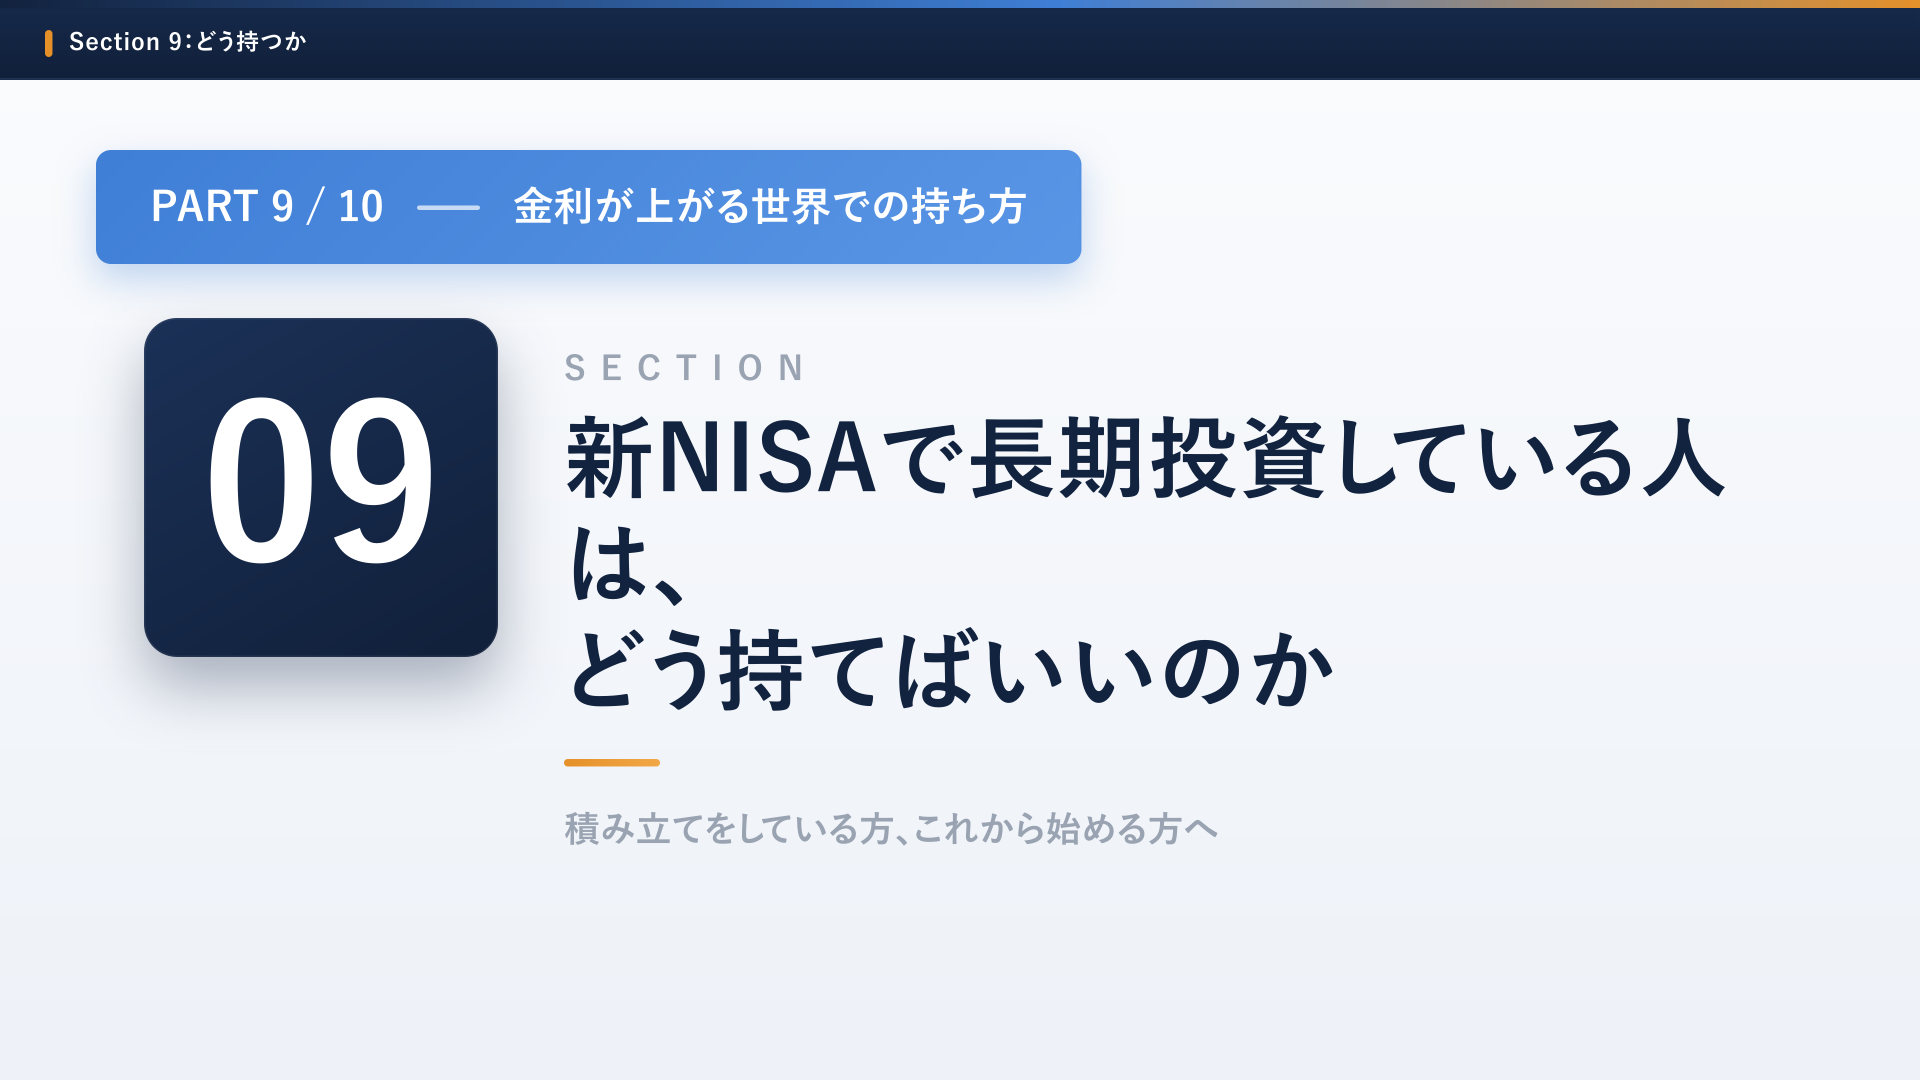 Section 9：どう持つか
PART 9 / 10 — 金利が上がる世界での持ち方
09
SECTION
新NISAで長期投資している人
は、
どう持てばいいのか
積み立てをしている方、これから始める方へ